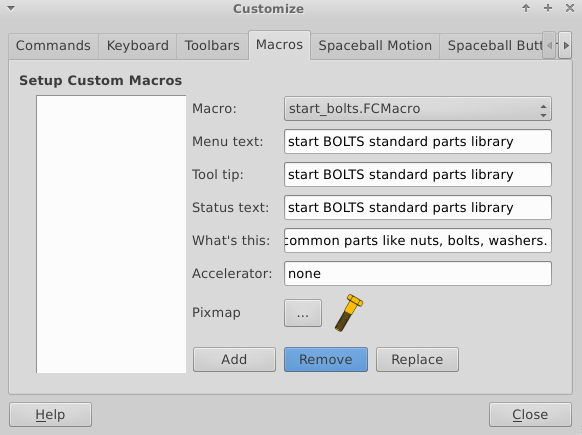 Customize
Commands Keyboard Toolbars Macros Spaceball Motion Spaceball
Setup Custom Macros
Macro: start_bolts.FCMacro
Menu text: start BOLTS standard parts library
Tool tip: start BOLTS standard parts library
Status text: start BOLTS standard parts library
What's this: common parts like nuts, bolts, washers.
Accelerator: none
Pixmap ...
Add Remove Replace
Help Close